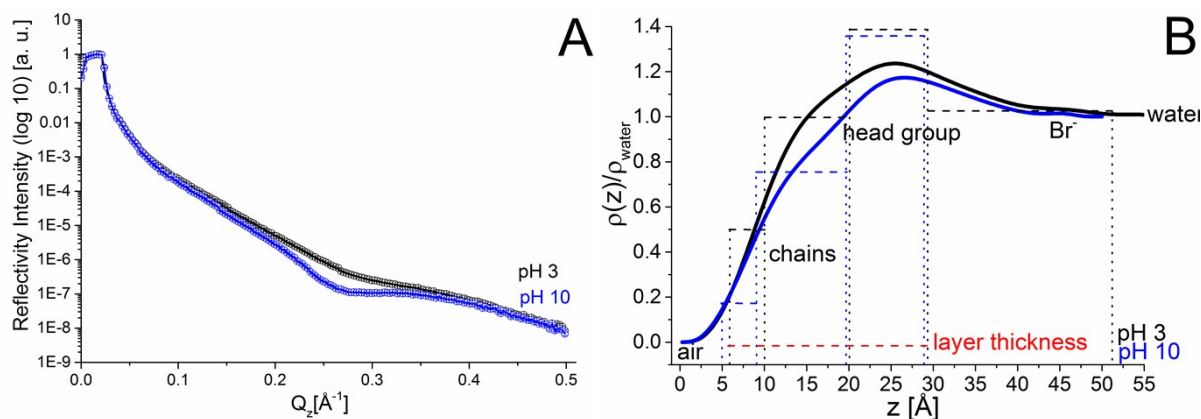 A
Reflectivity Intensity (log 10) [a. u.]
10
1
0.1
0.01
1E-3
1E-4
1E-5
1E-6
1E-7
1E-8
1E-9
pH 3
pH 10
0.0 0.1 0.2 0.3 0.4 0.5
Qz[Å-1]
B
ρ(z)/ρwater
1.4
1.2
1.0
0.8
0.6
0.4
0.2
0.0
water
Br-
head group
chains
air
layer thickness
pH 3
pH 10
0 5 10 15 20 25 30 35 40 45 50 55
z [Å]